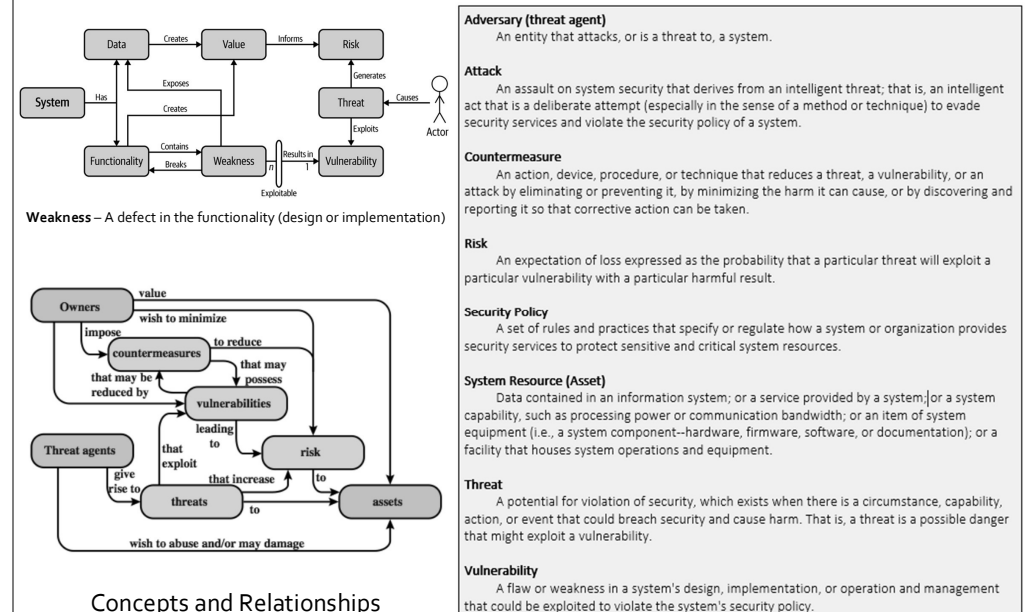 Data
Creates
Value
Informs
Risk
Exposes
Generates
System
Has
Creates
Threat
Causes
Actor
Exploits
Functionality
Contains
Breaks
Weakness
n
Results in
1
Vulnerability
Exploitable
Weakness – A defect in the functionality (design or implementation)
Owners
value
wish to minimize
impose
countermeasures
to reduce
that may be
reduced by
that may
possess
vulnerabilities
Threat agents
that
exploit
leading
to
risk
give
rise to
that increase
to
threats
to
assets
wish to abuse and/or may damage
Concepts and Relationships
Adversary (threat agent)
An entity that attacks, or is a threat to, a system.
Attack
An assault on system security that derives from an intelligent threat; that is, an intelligent
act that is a deliberate attempt (especially in the sense of a method or technique) to evade
security services and violate the security policy of a system.
Countermeasure
An action, device, procedure, or technique that reduces a threat, a vulnerability, or an
attack by eliminating or preventing it, by minimizing the harm it can cause, or by discovering and
reporting it so that corrective action can be taken.
Risk
An expectation of loss expressed as the probability that a particular threat will exploit a
particular vulnerability with a particular harmful result.
Security Policy
A set of rules and practices that specify or regulate how a system or organization provides
security services to protect sensitive and critical system resources.
System Resource (Asset)
Data contained in an information system; or a service provided by a system; or a system
capability, such as processing power or communication bandwidth; or an item of system
equipment (i.e., a system component--hardware, firmware, software, or documentation); or a
facility that houses system operations and equipment.
Threat
A potential for violation of security, which exists when there is a circumstance, capability,
action, or event that could breach security and cause harm. That is, a threat is a possible danger
that might exploit a vulnerability.
Vulnerability
A flaw or weakness in a system's design, implementation, or operation and management
that could be exploited to violate the system's security policy.